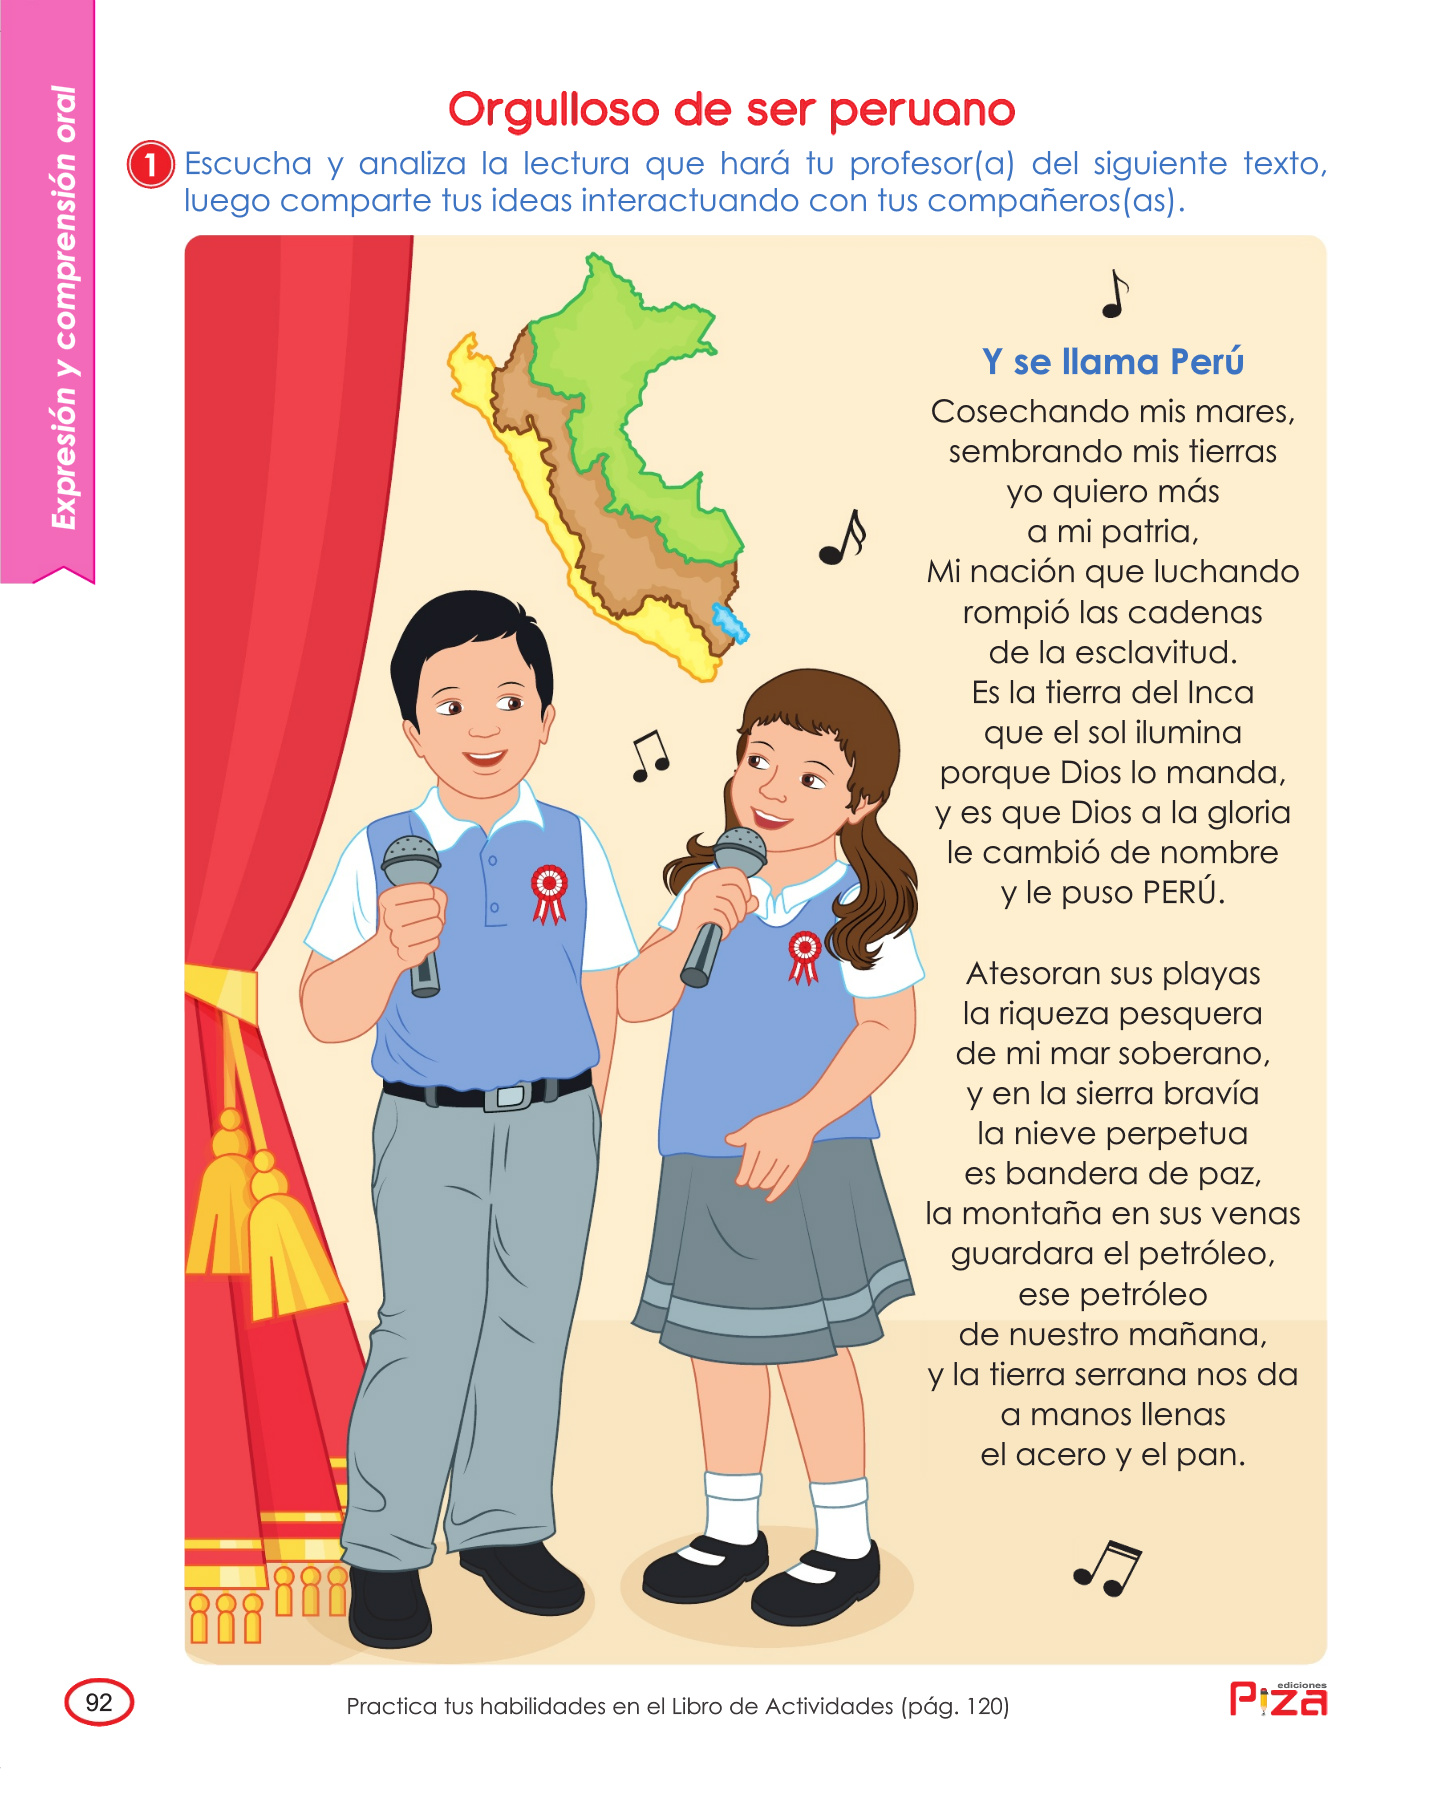 Expresión y comprensión oral
Orgulloso de ser peruano
1 Escucha y analiza la lectura que hará tu profesor(a) del siguiente texto,
luego comparte tus ideas interactuando con tus compañeros(as).
Y se llama Perú
Cosechando mis mares,
sembrando mis tierras
yo quiero más
a mi patria,
Mi nación que luchando
rompió las cadenas
de la esclavitud.
Es la tierra del Inca
que el sol ilumina
porque Dios lo manda,
y es que Dios a la gloria
le cambió de nombre
y le puso PERÚ.
Atesoran sus playas
la riqueza pesquera
de mi mar soberano,
y en la sierra bravía
la nieve perpetua
es bandera de paz,
la montaña en sus venas
guardara el petróleo,
ese petróleo
de nuestro mañana,
y la tierra serrana nos da
a manos llenas
el acero y el pan.
92
Practica tus habilidades en el Libro de Actividades (pág. 120)
ediciones
Piza